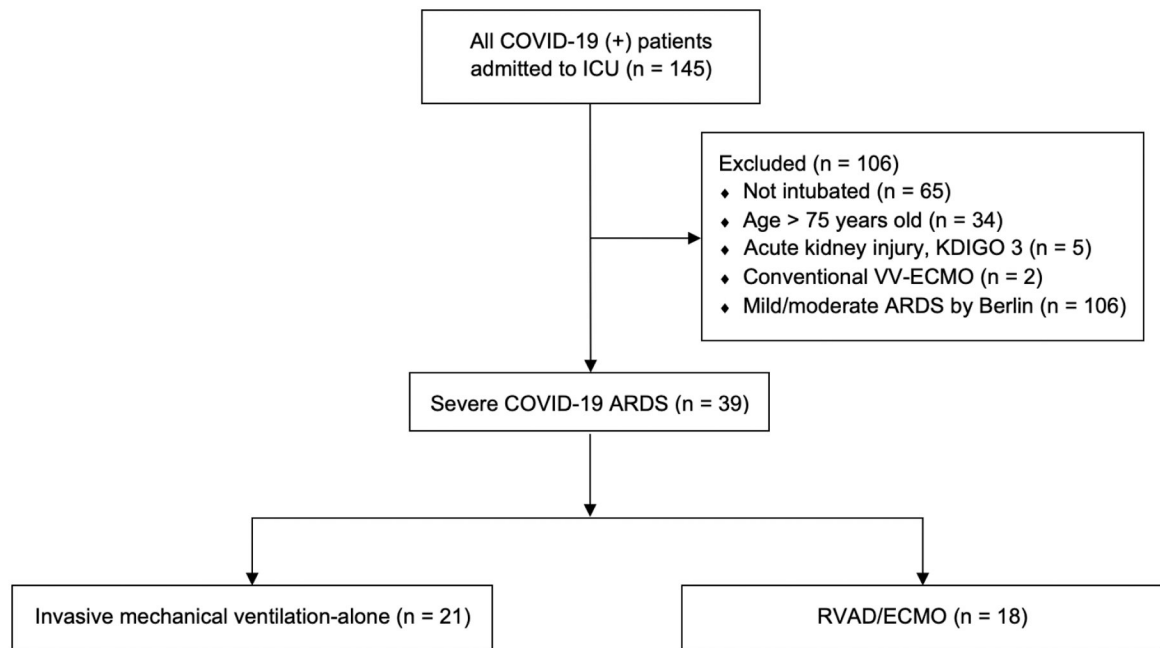 All COVID-19 (+) patients
admitted to ICU (n = 145)
Excluded (n = 106)
♦ Not intubated (n = 65)
♦ Age > 75 years old (n = 34)
♦ Acute kidney injury, KDIGO 3 (n = 5)
♦ Conventional VV-ECMO (n = 2)
♦ Mild/moderate ARDS by Berlin (n = 106)
Severe COVID-19 ARDS (n = 39)
Invasive mechanical ventilation-alone (n = 21)
RVAD/ECMO (n = 18)